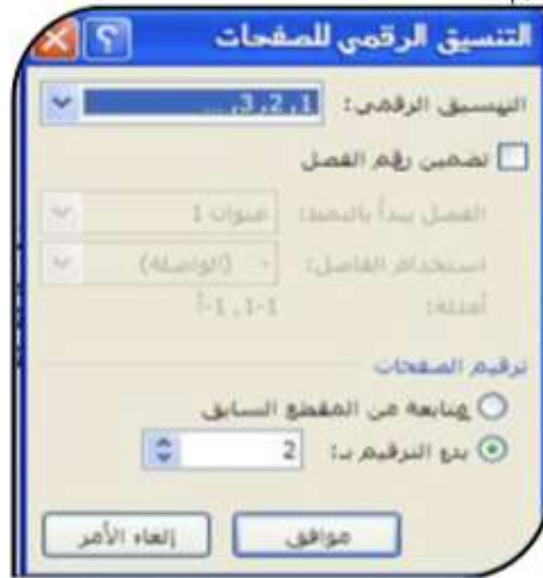 التنسيق الرقمي للصفحات
التنسيق الرقمي: 1, 2, 3, ...
تضمين رقم الفصل
الفصل يبدأ بالنمط: عنوان 1
استخدام الفاصل: - (الواصلة)
أمثلة: 1-1, 1-أ
ترقيم الصفحات
متابعة من المقطع السابق
بدء الترقيم بـ: 2
موافق إلغاء الأمر